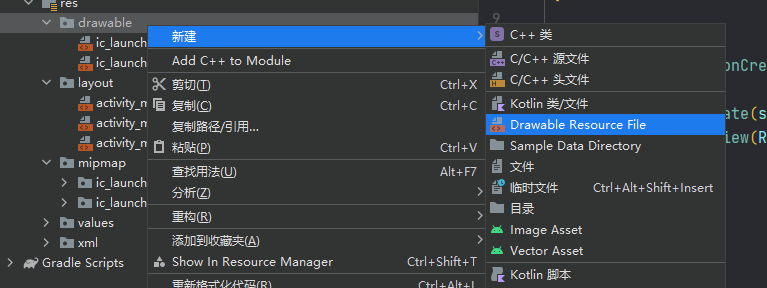 res
drawable
ic_launch
ic_launch
layout
activity_m
activity_m
activity_m
mipmap
ic_launch
ic_launch
values
xml
Gradle Scripts
新建
Add C++ to Module
剪切(T) Ctrl+X
复制(C) Ctrl+C
复制路径/引用...
粘贴(P) Ctrl+V
查找用法(U) Alt+F7
分析(Z)
重构(R)
添加到收藏夹(A)
Show In Resource Manager Ctrl+Shift+T
重新格式化代码(R) Ctrl+Alt+L
C++ 类
C/C++ 源文件
C/C++ 头文件
Kotlin 类/文件
Drawable Resource File
Sample Data Directory
文件
临时文件 Ctrl+Alt+Shift+Insert
目录
Image Asset
Vector Asset
Kotlin 脚本
9
onCre
ate(s
iew(R